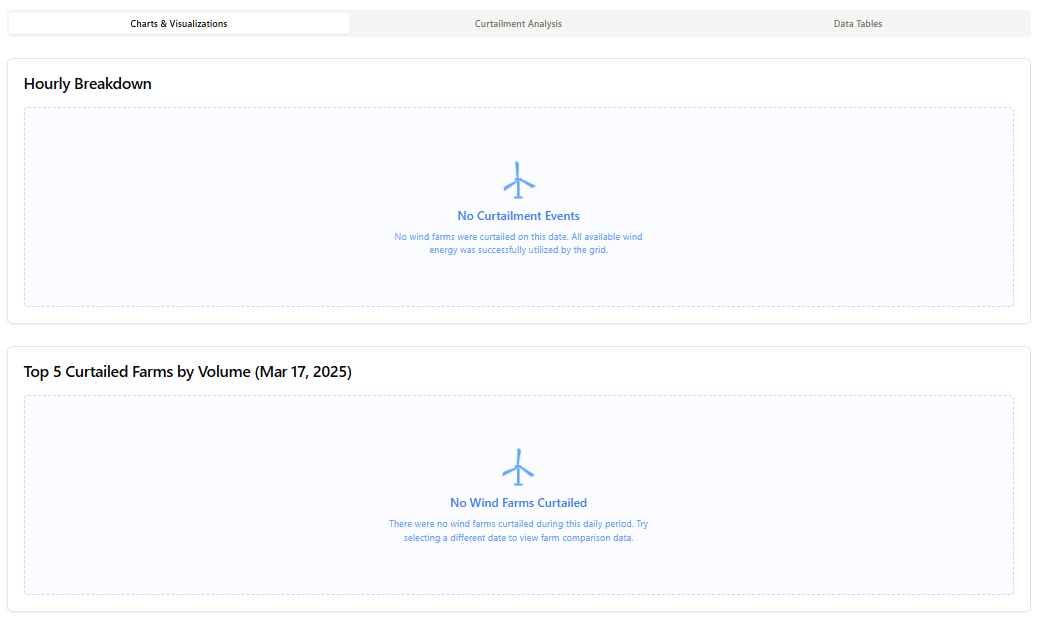 Charts & Visualizations
Curtailment Analysis
Data Tables
Hourly Breakdown
No Curtailment Events
No wind farms were curtailed on this date. All available wind
energy was successfully utilized by the grid.
Top 5 Curtailed Farms by Volume (Mar 17, 2025)
No Wind Farms Curtailed
There were no wind farms curtailed during this daily period. Try
selecting a different date to view farm comparison data.